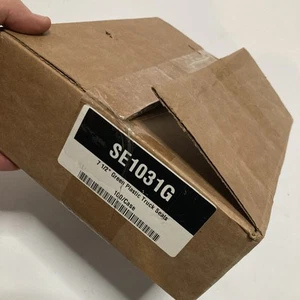 SE1031G
7 1/2" Green Plastic Truck Seals
100/Case